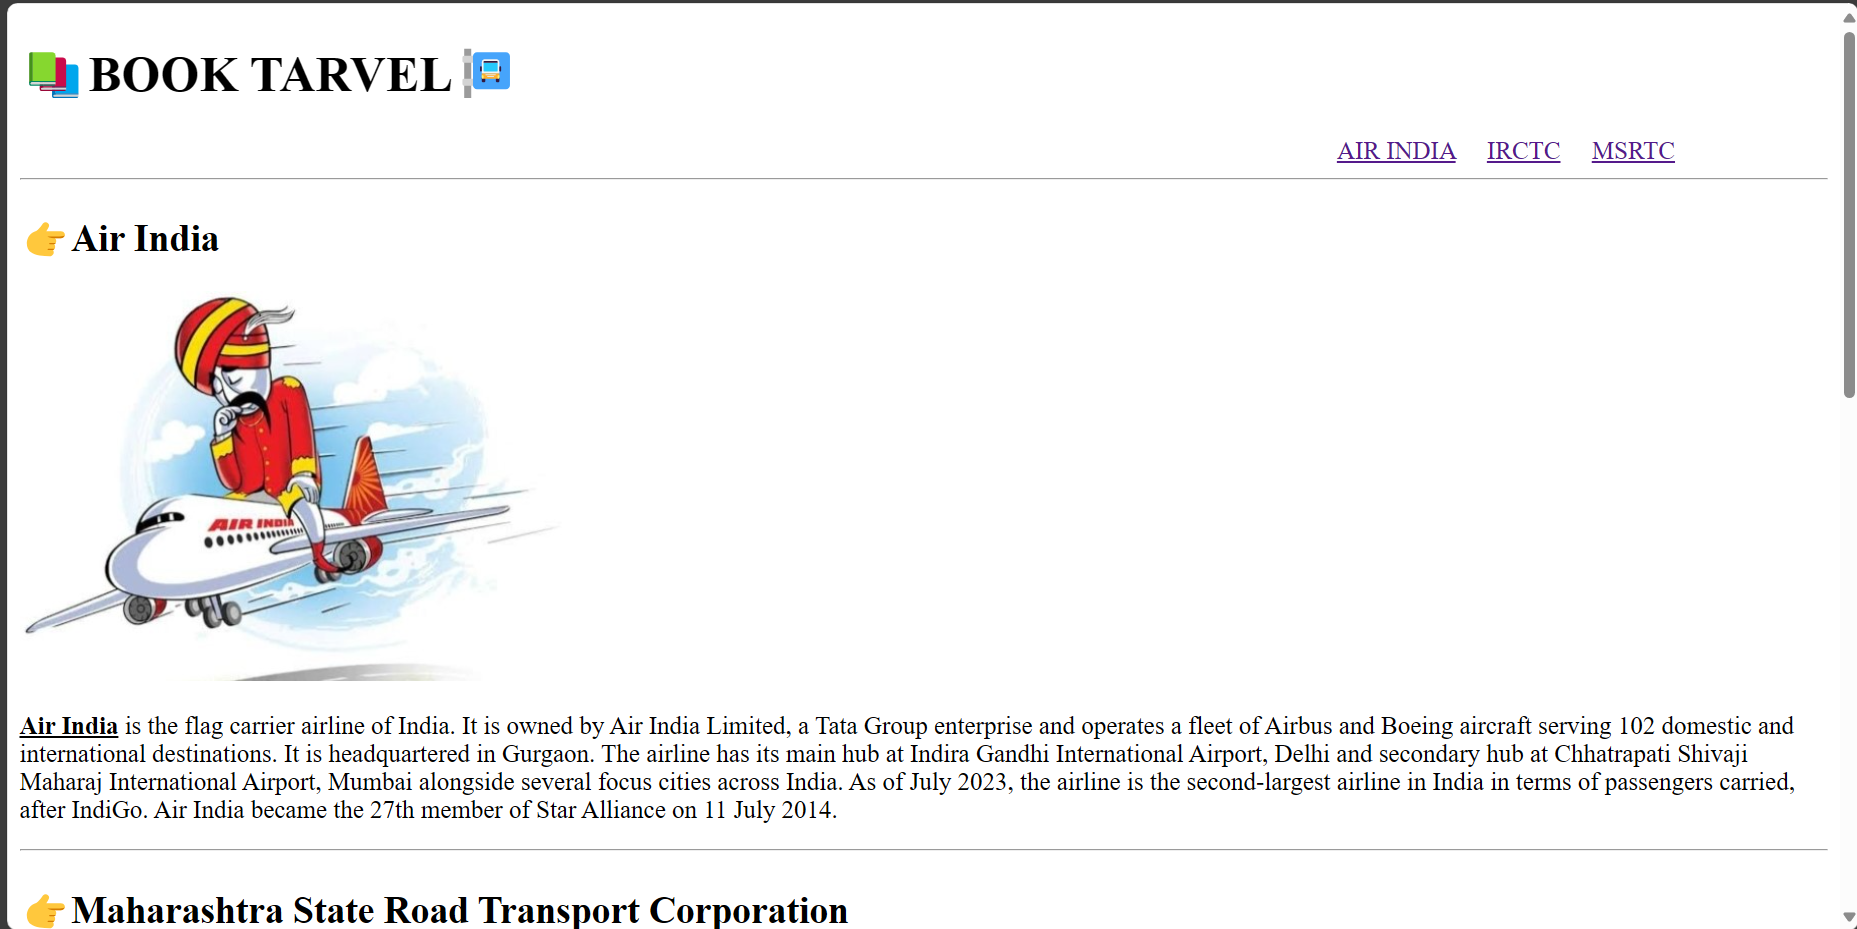 📚 BOOK TARVEL 🚏
AIR INDIA IRCTC MSRTC
👉 Air India
AIR INDIA
Air India is the flag carrier airline of India. It is owned by Air India Limited, a Tata Group enterprise and operates a fleet of Airbus and Boeing aircraft serving 102 domestic and
international destinations. It is headquartered in Gurgaon. The airline has its main hub at Indira Gandhi International Airport, Delhi and secondary hub at Chhatrapati Shivaji
Maharaj International Airport, Mumbai alongside several focus cities across India. As of July 2023, the airline is the second-largest airline in India in terms of passengers carried,
after IndiGo. Air India became the 27th member of Star Alliance on 11 July 2014.
👉 Maharashtra State Road Transport Corporation